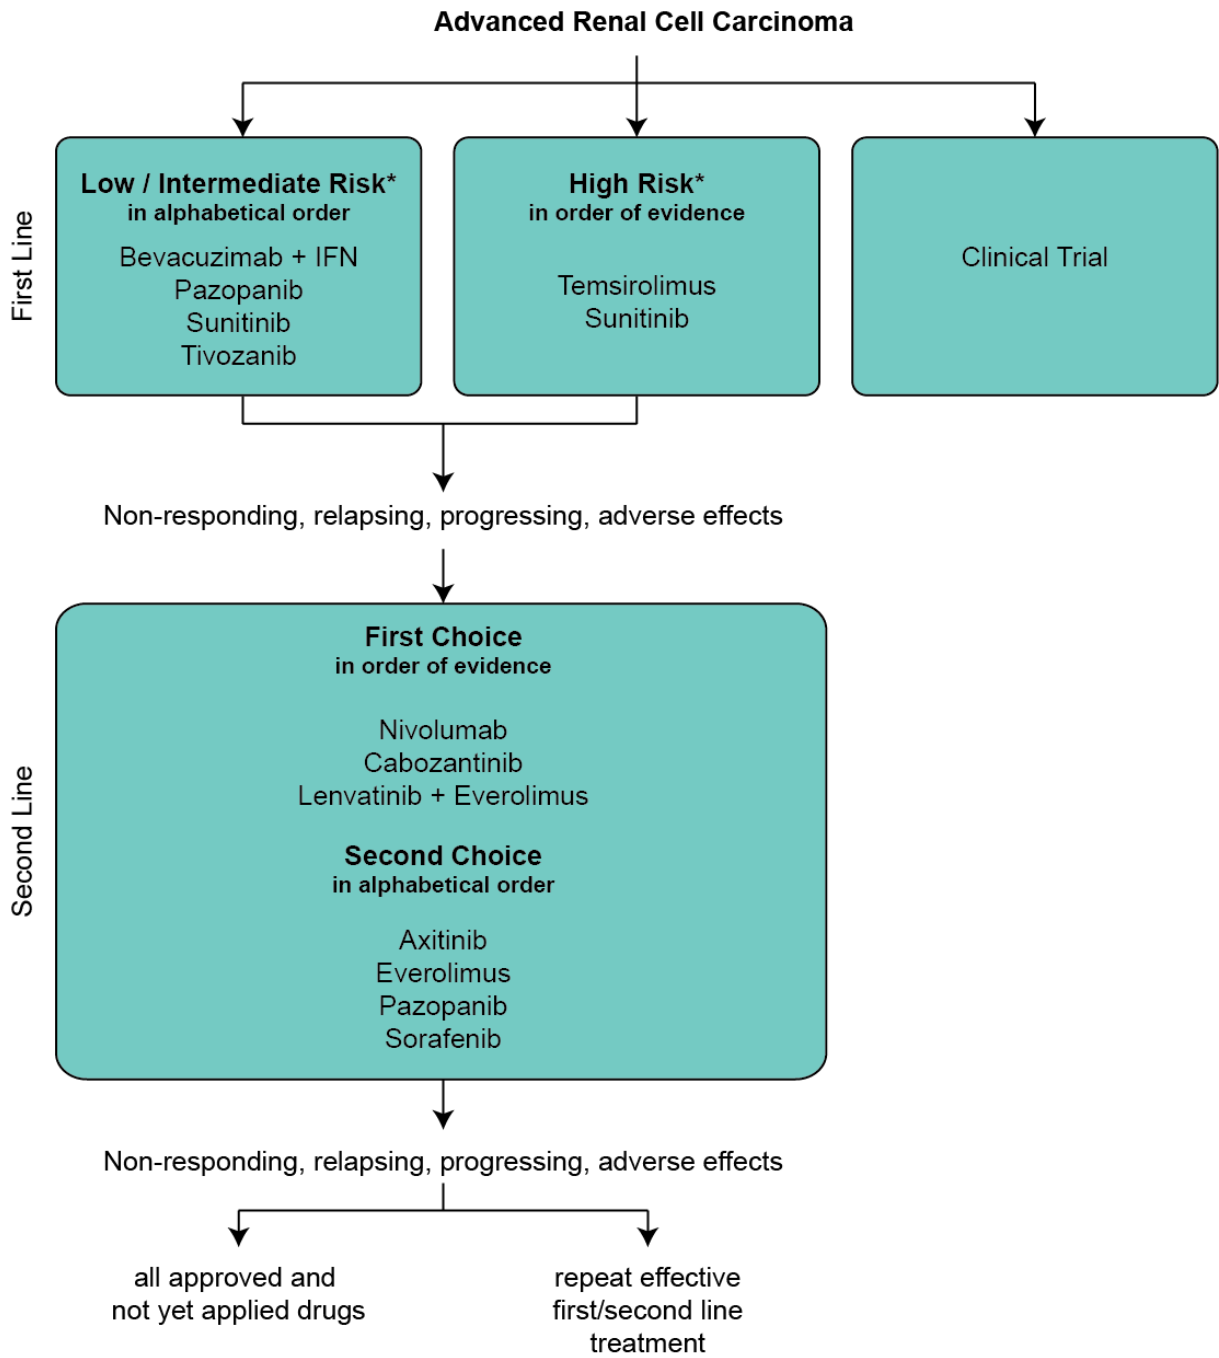 Advanced Renal Cell Carcinoma
First Line
Low / Intermediate Risk*
in alphabetical order
Bevacuzimab + IFN
Pazopanib
Sunitinib
Tivozanib
High Risk*
in order of evidence
Temsirolimus
Sunitinib
Clinical Trial
Non-responding, relapsing, progressing, adverse effects
Second Line
First Choice
in order of evidence
Nivolumab
Cabozantinib
Lenvatinib + Everolimus
Second Choice
in alphabetical order
Axitinib
Everolimus
Pazopanib
Sorafenib
Non-responding, relapsing, progressing, adverse effects
all approved and
not yet applied drugs
repeat effective
first/second line
treatment